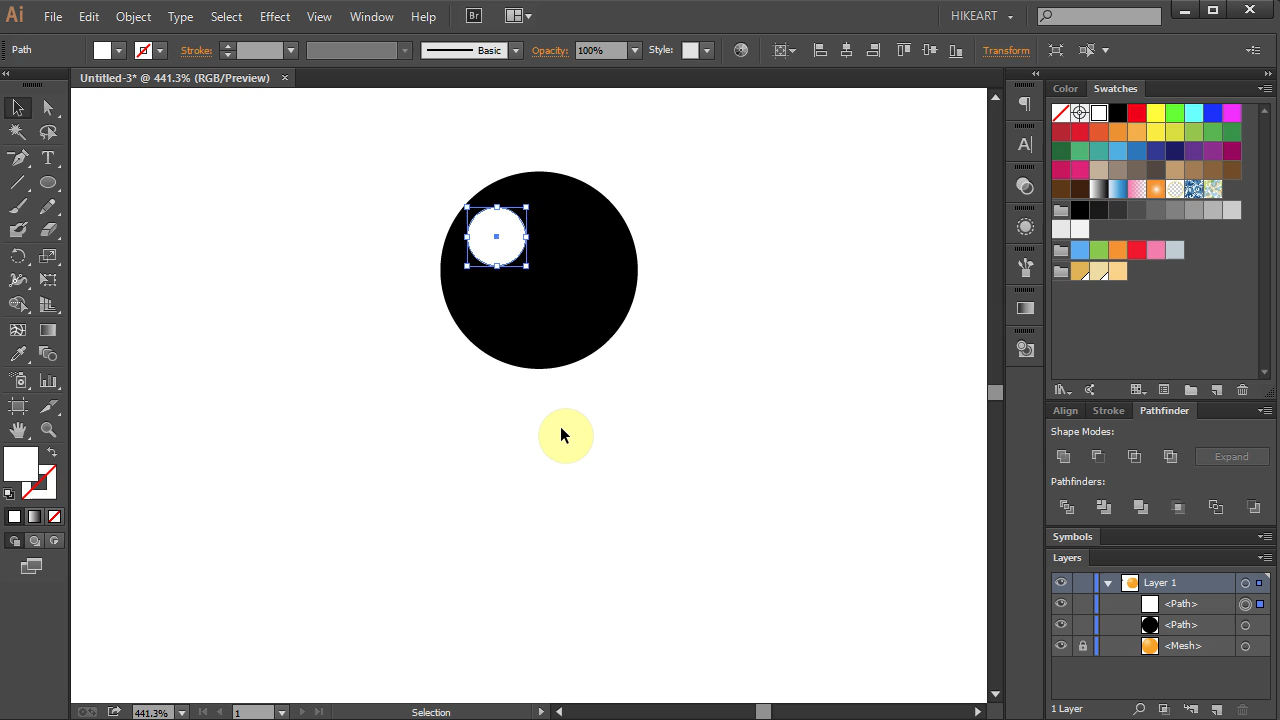 Ai File Edit Object Type Select Effect View Window Help Br HIKEART
Path Stroke: Basic Opacity: 100% Style: Transform
Untitled-3* @ 441.3% (RGB/Preview) ×
Color Swatches
Align Stroke Pathfinder
Shape Modes:
Expand
Pathfinders:
Symbols
Layers
Layer 1
<Path>
<Path>
<Mesh>
1 Layer
441.3% 1 Selection